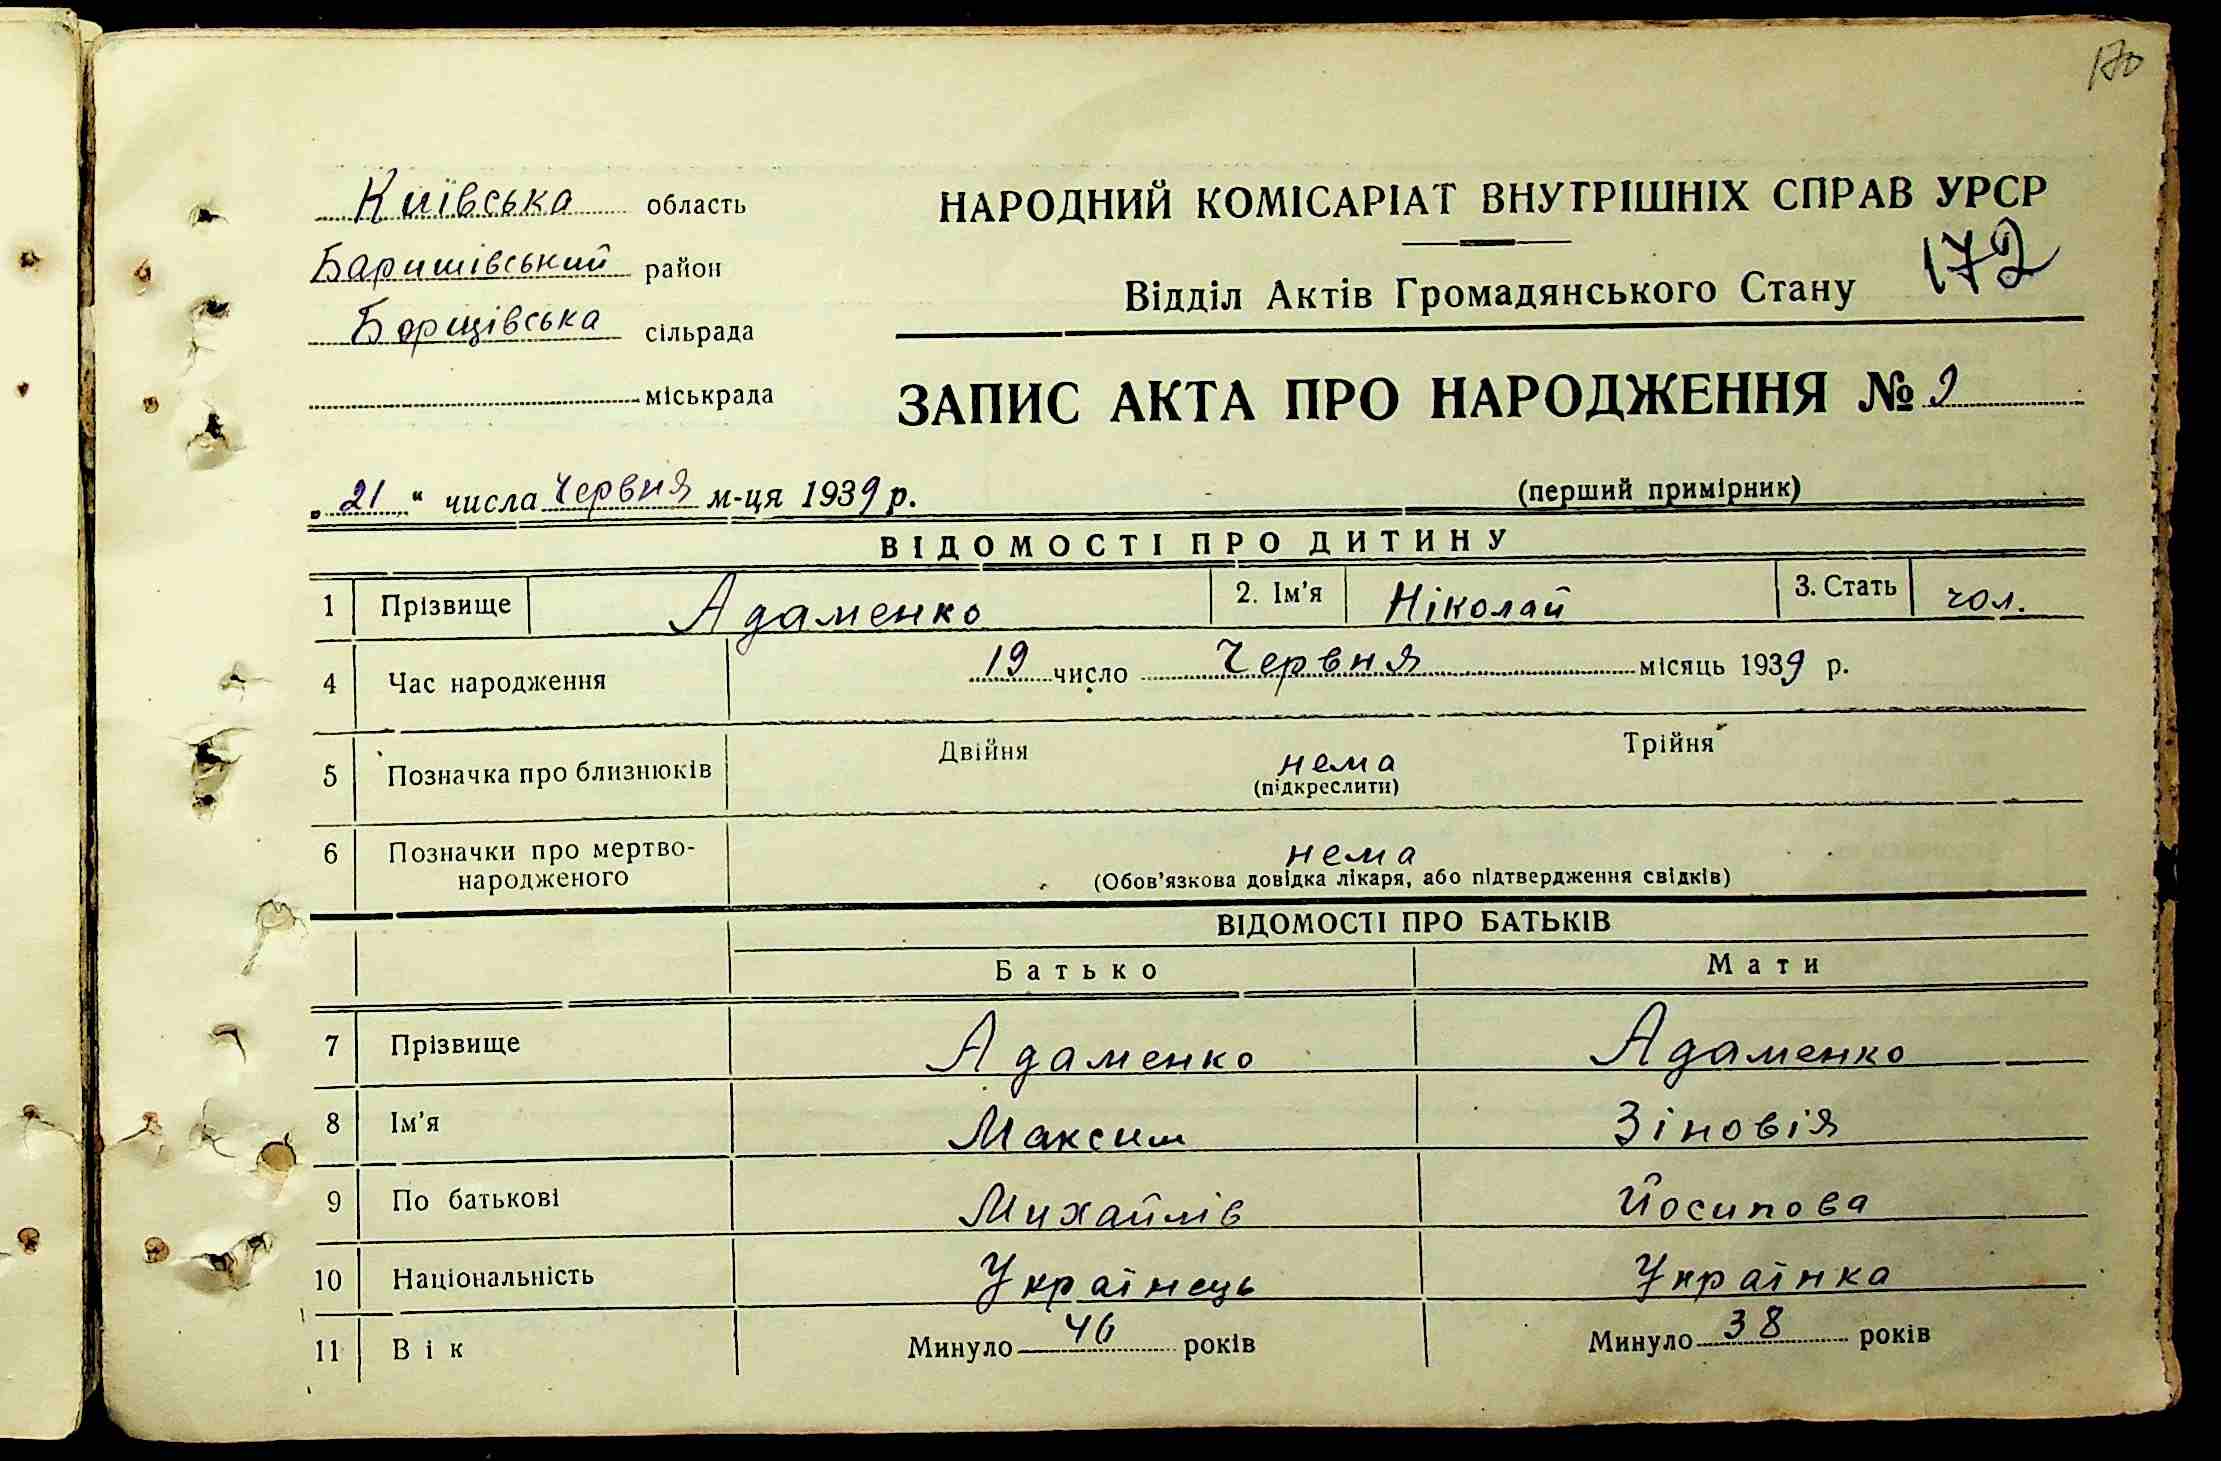 170
Київська область
Баришівський район
Борщівська сільрада
міськрада
НАРОДНИЙ КОМІСАРІАТ ВНУТРІШНІХ СПРАВ УРСР
172
Відділ Актів Громадянського Стану
ЗАПИС АКТА ПРО НАРОДЖЕННЯ № 9
„21“ числа Червня м-ця 1939 р.
(перший примірник)
ВІДОМОСТІ ПРО ДИТИНУ
1 Прізвище Адаменко 2. Ім'я Ніколай 3. Стать чол.
4 Час народження 19 число Червня місяць 1939 р.
5 Позначка про близнюків Двійня нема Трійня
(підкреслити)
6 Позначки про мертво-
народженого
нема
(Обов'язкова довідка лікаря, або підтвердження свідків)
ВІДОМОСТІ ПРО БАТЬКІВ
Батько Мати
7 Прізвище Адаменко Адаменко
8 Ім'я Максим Зіновія
9 По батькові Михайлів Йосипова
10 Національність Українець Українка
11 Вік Минуло 46 років Минуло 38 років